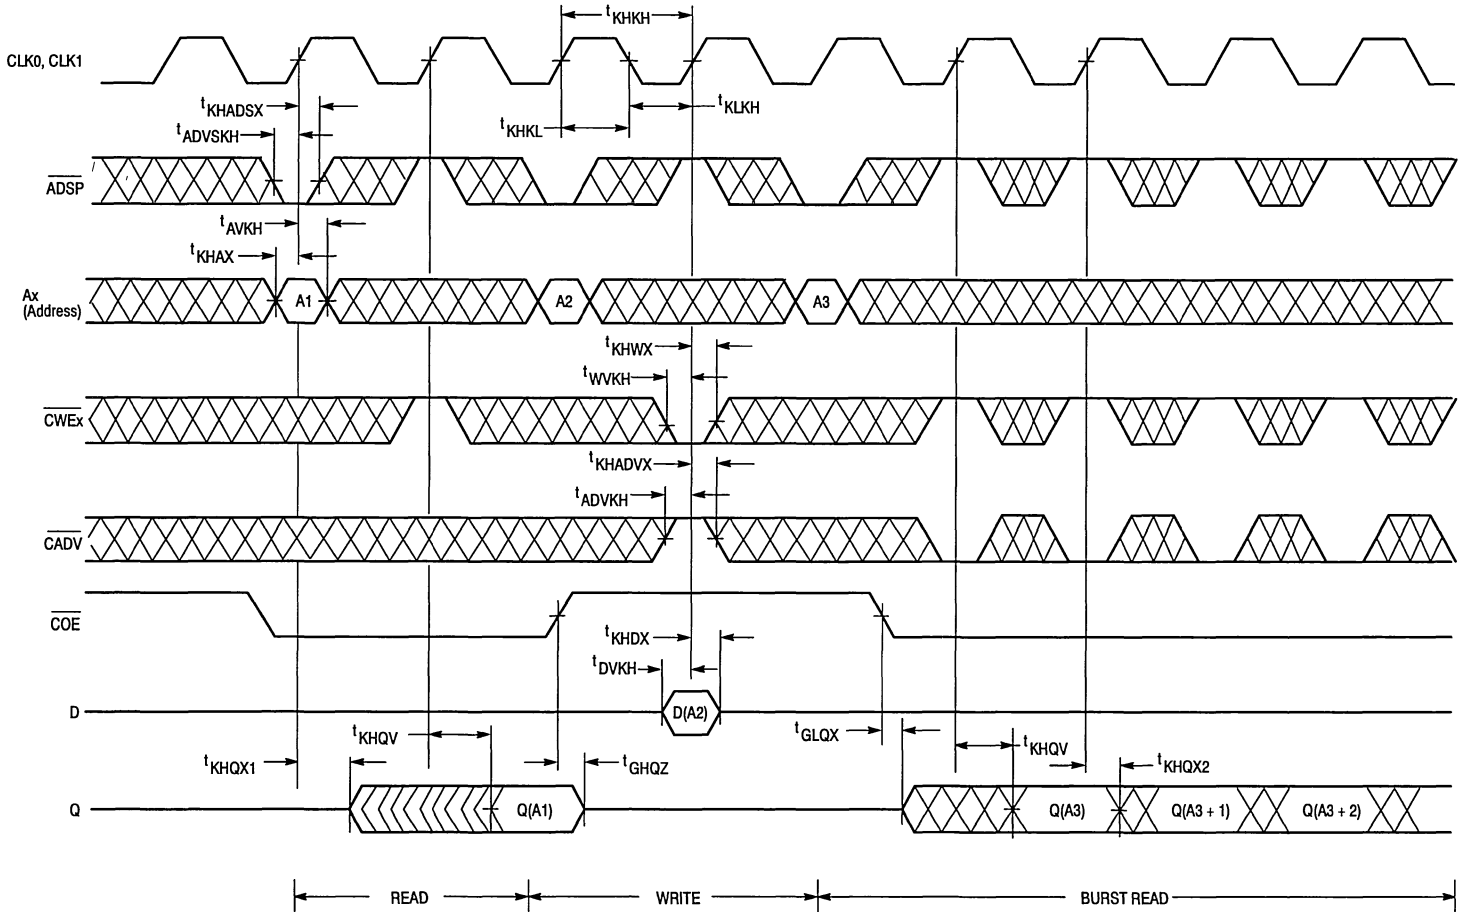 tKHKH
CLK0, CLK1
tKHADSX
tKLKH
tADVSKH
tKHKL
ADSP
tAVKH
tKHAX
Ax
(Address)
A1
A2
A3
tKHWX
tWVKH
CWEx
tKHADVX
tADVKH
CADV
COE
tKHDX
tDVKH
D
D(A2)
tKHQV
tGLQX
tKHQV
tKHQX1
tGHQZ
tKHQX2
Q
Q(A1)
Q(A3)
Q(A3 + 1)
Q(A3 + 2)
READ
WRITE
BURST READ